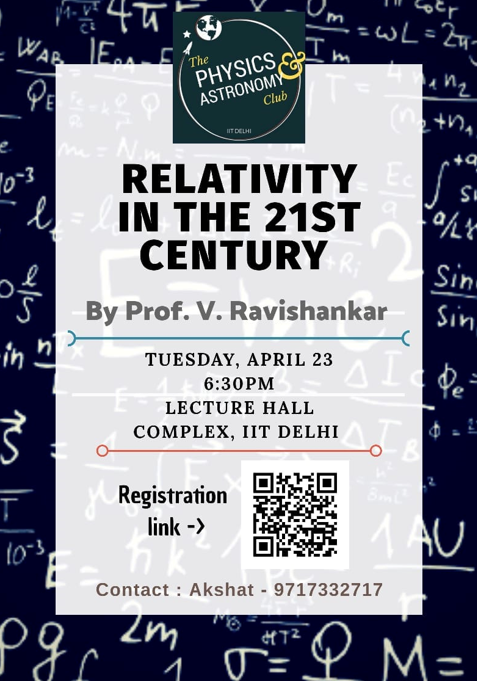 The
PHYSICS &
ASTRONOMY
Club
IIT DELHI
RELATIVITY
IN THE 21ST
CENTURY
By Prof. V. Ravishankar
TUESDAY, APRIL 23
6:30PM
LECTURE HALL
COMPLEX, IIT DELHI
Registration
link ->
Contact : Akshat - 9717332717